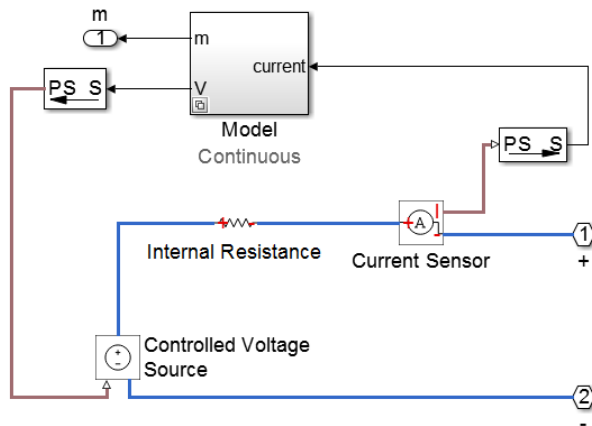 m
1
m
PS S
current
V
Model
Continuous
PS S
I
A
Internal Resistance
Current Sensor
1
+
Controlled Voltage
Source
+
-
2
-